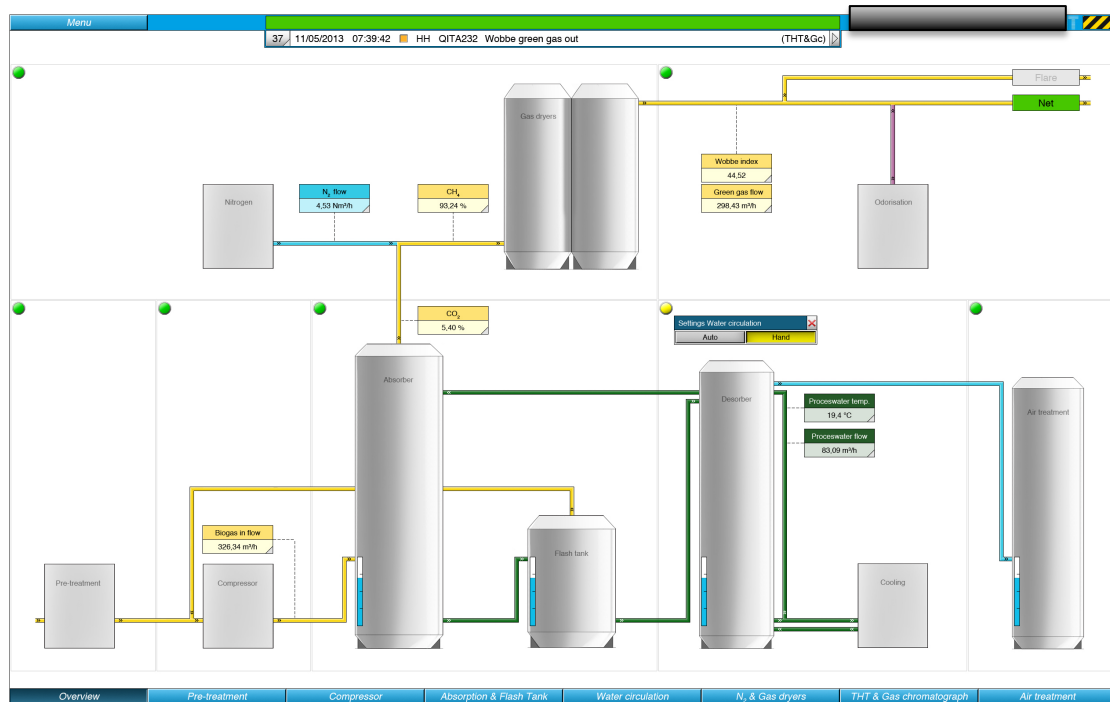 Menu
37 11/05/2013 07:39:42 HH QITA232 Wobbe green gas out (THT&Gc)
T
Flare
Net
Gas dryers
Wobbe index
44,52
Green gas flow
298,43 m³/h
Nitrogen
N₂ flow
4,53 Nm³/h
CH₄
93,24 %
Odorisation
CO₂
5,40 %
Settings Water circulation
Auto Hand
Absorber
Desorber
Proceswater temp.
19,4 °C
Proceswater flow
83,09 m³/h
Air treatment
Biogas in flow
326,34 m³/h
Flash tank
Pre-treatment
Compressor
Cooling
Overview Pre-treatment Compressor Absorption & Flash Tank Water circulation N₂ & Gas dryers THT & Gas chromatograph Air treatment